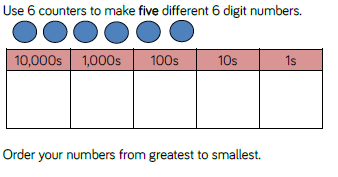 Use 6 counters to make five different 6 digit numbers.
10,000s 1,000s 100s 10s 1s
Order your numbers from greatest to smallest.